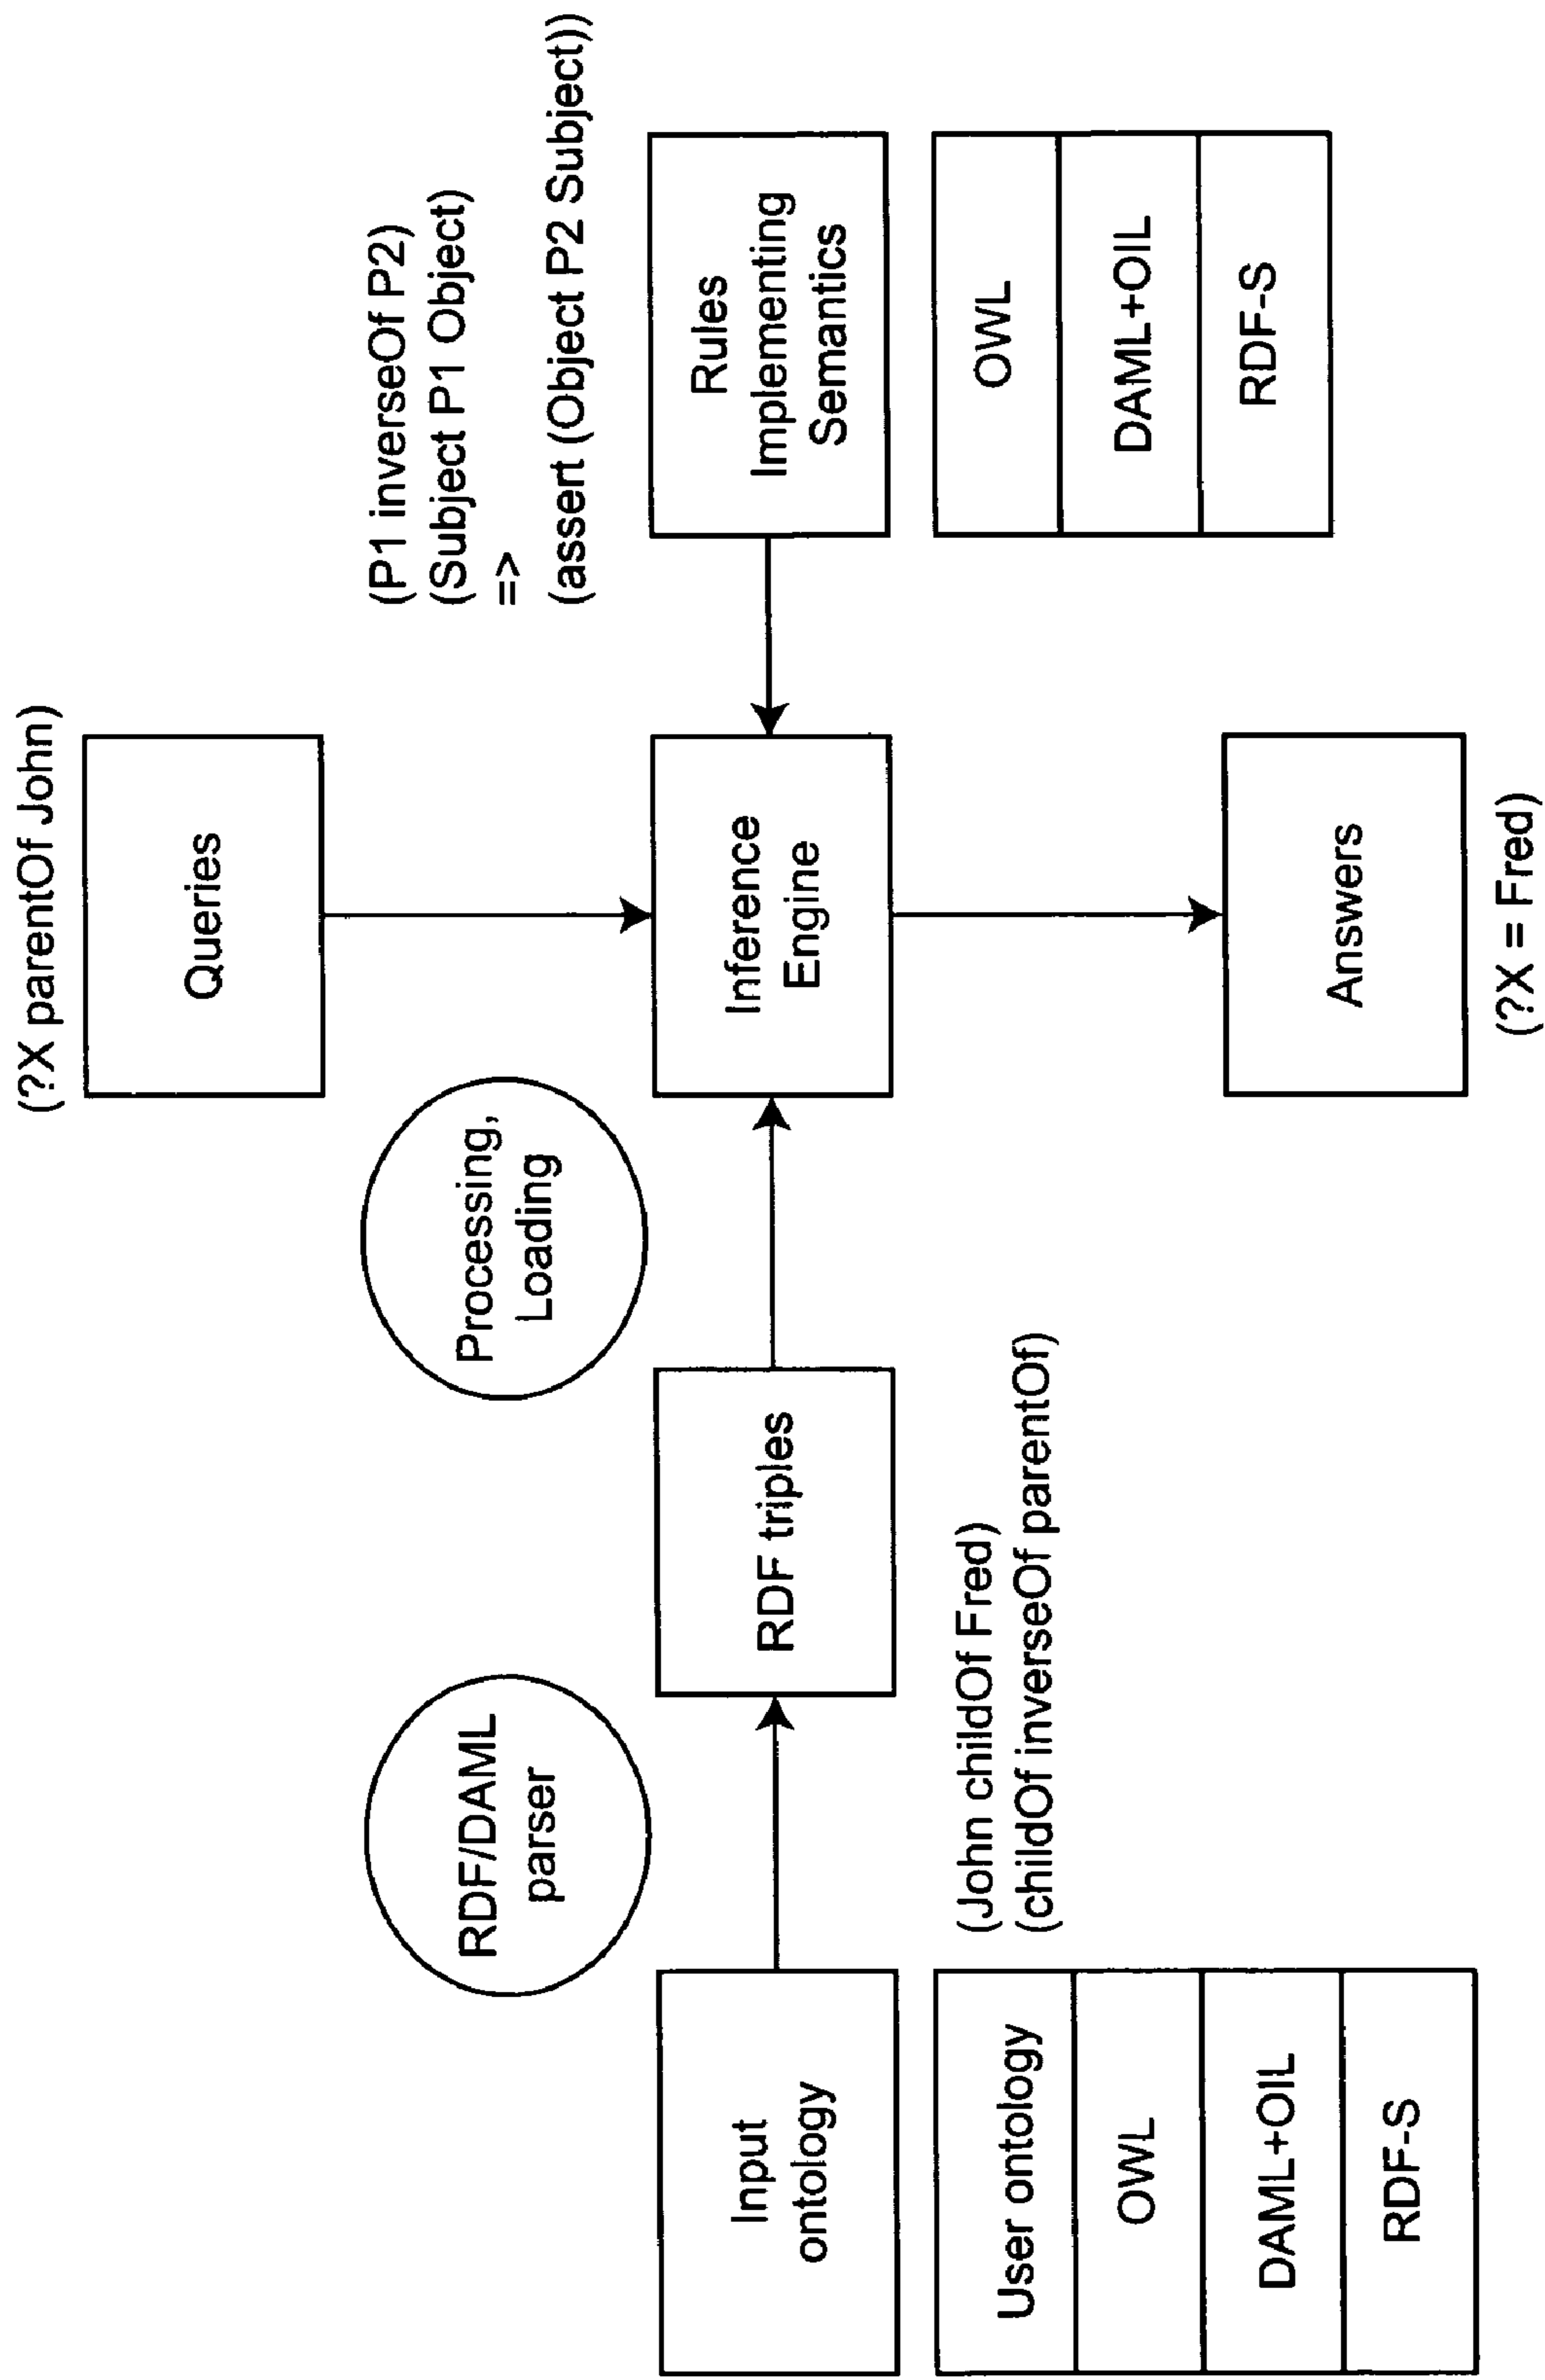 (?X parentOf John)
Queries
(P1 inverseOf P2)
(Subject P1 Object)
=>
(assert (Object P2 Subject))
RDF/DAML
parser
Processing,
Loading
Input
ontology
RDF triples
Inference
Engine
Rules
Implementing
Semantics
User ontology
OWL
DAML+OIL
RDF-S
(John childOf Fred)
(childOf inverseOf parentOf)
Answers
(?X = Fred)
OWL
DAML+OIL
RDF-S